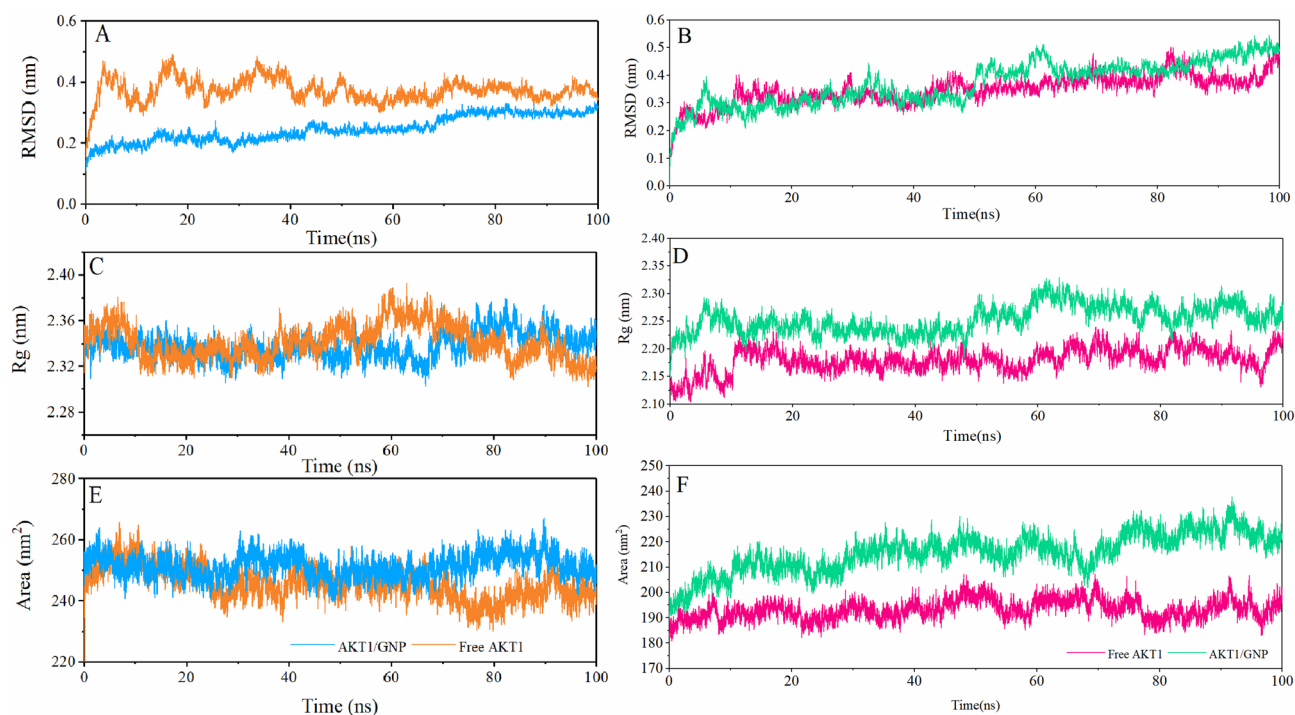 A
RMSD (nm)
0.6
0.4
0.2
0.0
0 20 40 60 80 100
Time(ns)
B
RMSD (nm)
0.6
0.5
0.4
0.3
0.2
0.1
0.0
0 20 40 60 80 100
Time(ns)
C
Rg (nm)
2.40
2.36
2.32
2.28
0 20 40 60 80 100
Time (ns)
D
Rg (nm)
2.40
2.35
2.30
2.25
2.20
2.15
2.10
0 20 40 60 80 100
Time(ns)
E
Area (nm²)
280
260
240
220
AKT1/GNP Free AKT1
0 20 40 60 80 100
Time (ns)
F
Area (nm²)
250
240
230
220
210
200
190
180
170
Free AKT1 AKT1/GNP
0 20 40 60 80 100
Time(ns)